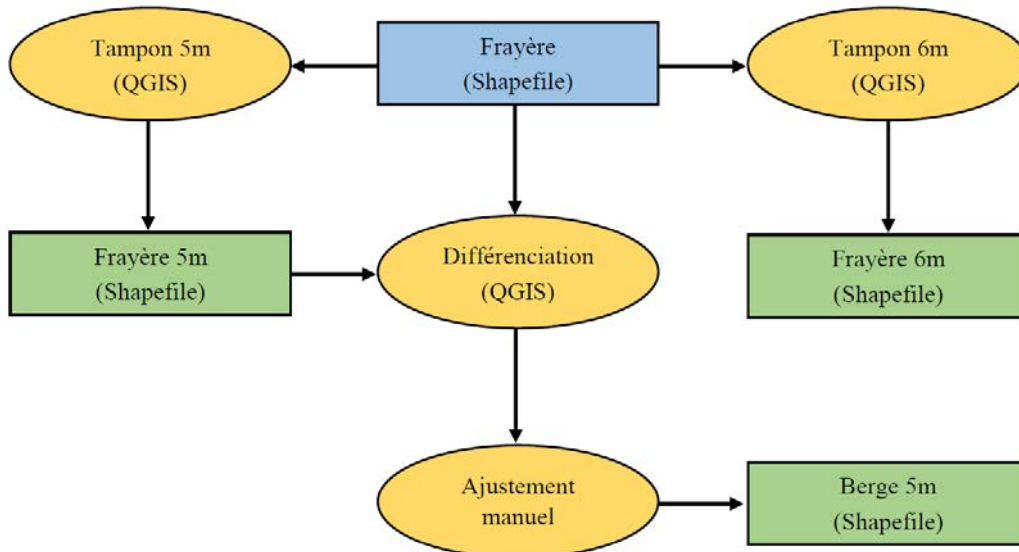 Tampon 5m
(QGIS)
Frayère
(Shapefile)
Tampon 6m
(QGIS)
Frayère 5m
(Shapefile)
Différenciation
(QGIS)
Frayère 6m
(Shapefile)
Ajustement
manuel
Berge 5m
(Shapefile)